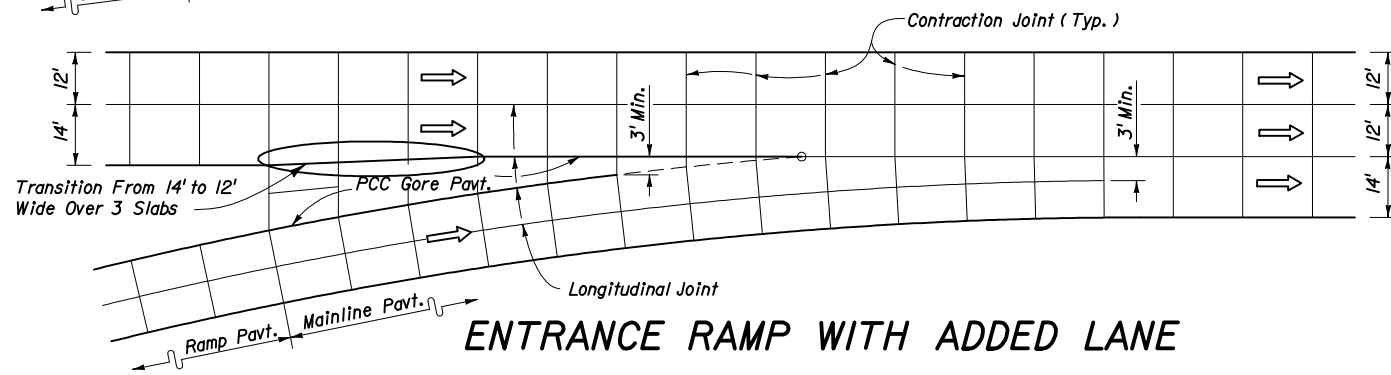 Contraction Joint (Typ.)
12'
14'
3' Min.
3' Min.
12'
12'
14'
Transition From 14' to 12'
Wide Over 3 Slabs
PCC Gore Pavt.
Longitudinal Joint
Ramp Pavt.
Mainline Pavt.
ENTRANCE RAMP WITH ADDED LANE